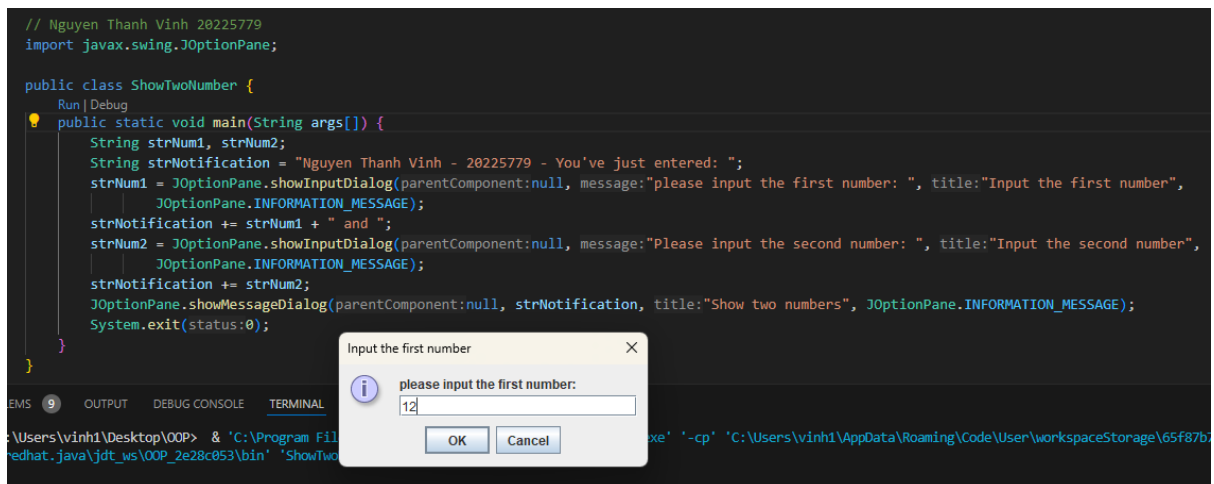 // Nguyen Thanh Vinh 20225779
import javax.swing.JOptionPane;
public class ShowTwoNumber {
Run | Debug
public static void main(String args[]) {
String strNum1, strNum2;
String strNotification = "Nguyen Thanh Vinh - 20225779 - You've just entered: ";
strNum1 = JOptionPane.showInputDialog(parentComponent:null, message:"please input the first number: ", title:"Input the first number",
JOptionPane.INFORMATION_MESSAGE);
strNotification += strNum1 + " and ";
strNum2 = JOptionPane.showInputDialog(parentComponent:null, message:"Please input the second number: ", title:"Input the second number",
JOptionPane.INFORMATION_MESSAGE);
strNotification += strNum2;
JOptionPane.showMessageDialog(parentComponent:null, strNotification, title:"Show two numbers", JOptionPane.INFORMATION_MESSAGE);
System.exit(status:0);
}
}
Input the first number
please input the first number:
12
OK Cancel
EMS 9 OUTPUT DEBUG CONSOLE TERMINAL
:\Users\vinh1\Desktop\OOP> & 'C:\Program Fil xe' '-cp' 'C:\Users\vinh1\AppData\Roaming\Code\User\workspaceStorage\65f87b7
redhat.java\jdt_ws\OOP_2e28c053\bin' 'ShowTwo